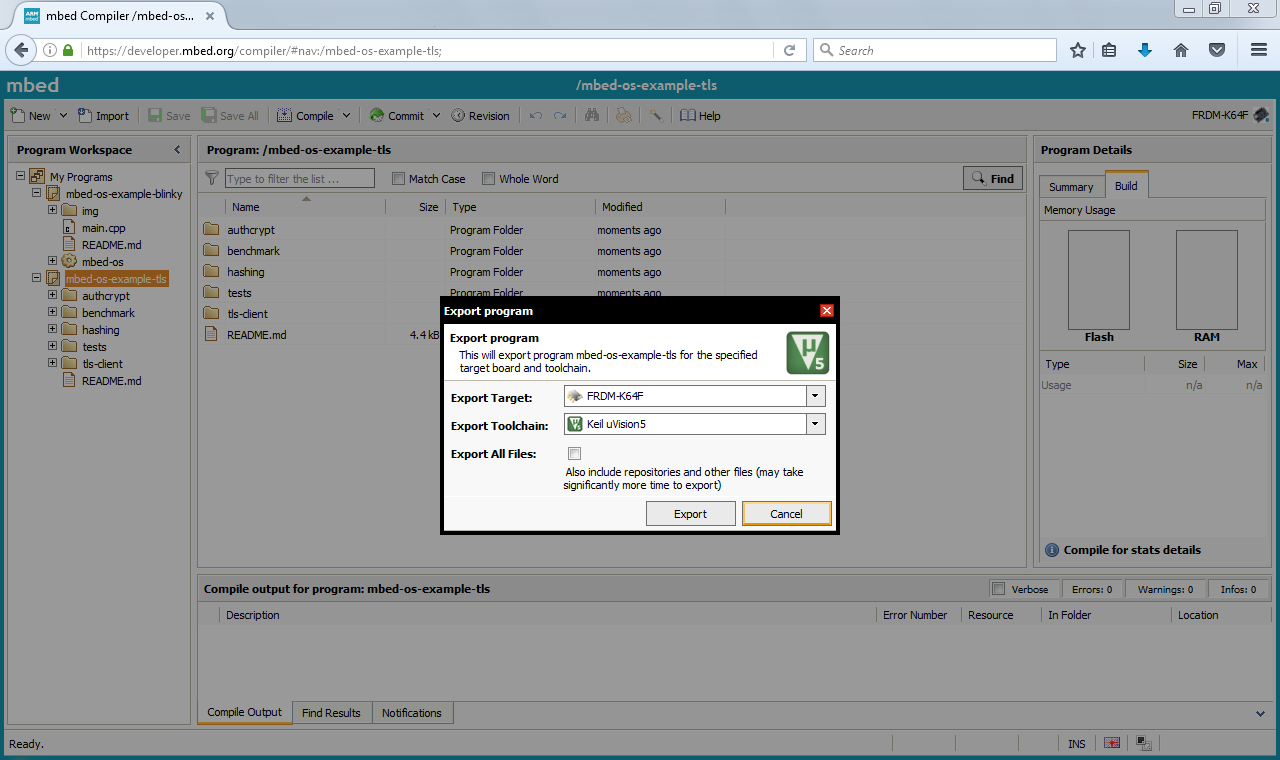 ARM mbed
mbed Compiler /mbed-os...
https://developer.mbed.org/compiler/#nav:/mbed-os-example-tls;
Search
mbed
/mbed-os-example-tls
New
Import
Save
Save All
Compile
Commit
Revision
Help
FRDM-K64F
Program Workspace
My Programs
mbed-os-example-blinky
img
main.cpp
README.md
mbed-os
mbed-os-example-tls
authcrypt
benchmark
hashing
tests
tls-client
README.md
Program: /mbed-os-example-tls
Type to filter the list ...
Match Case
Whole Word
Find
Name Size Type Modified
authcrypt Program Folder moments ago
benchmark Program Folder moments ago
hashing Program Folder moments ago
tests Program Folder moments ago
tls-client
README.md 4.4 kB
Export program
Export program
This will export program mbed-os-example-tls for the specified
target board and toolchain.
µ 5
Export Target: FRDM-K64F
Export Toolchain: Keil uVision5
Export All Files:
Also include repositories and other files (may take
significantly more time to export)
Export
Cancel
Program Details
Summary
Build
Memory Usage
Flash
RAM
Type Size Max
Usage n/a n/a
Compile for stats details
Compile output for program: mbed-os-example-tls
Verbose
Errors: 0
Warnings: 0
Infos: 0
Description Error Number Resource In Folder Location
Compile Output
Find Results
Notifications
Ready.
INS